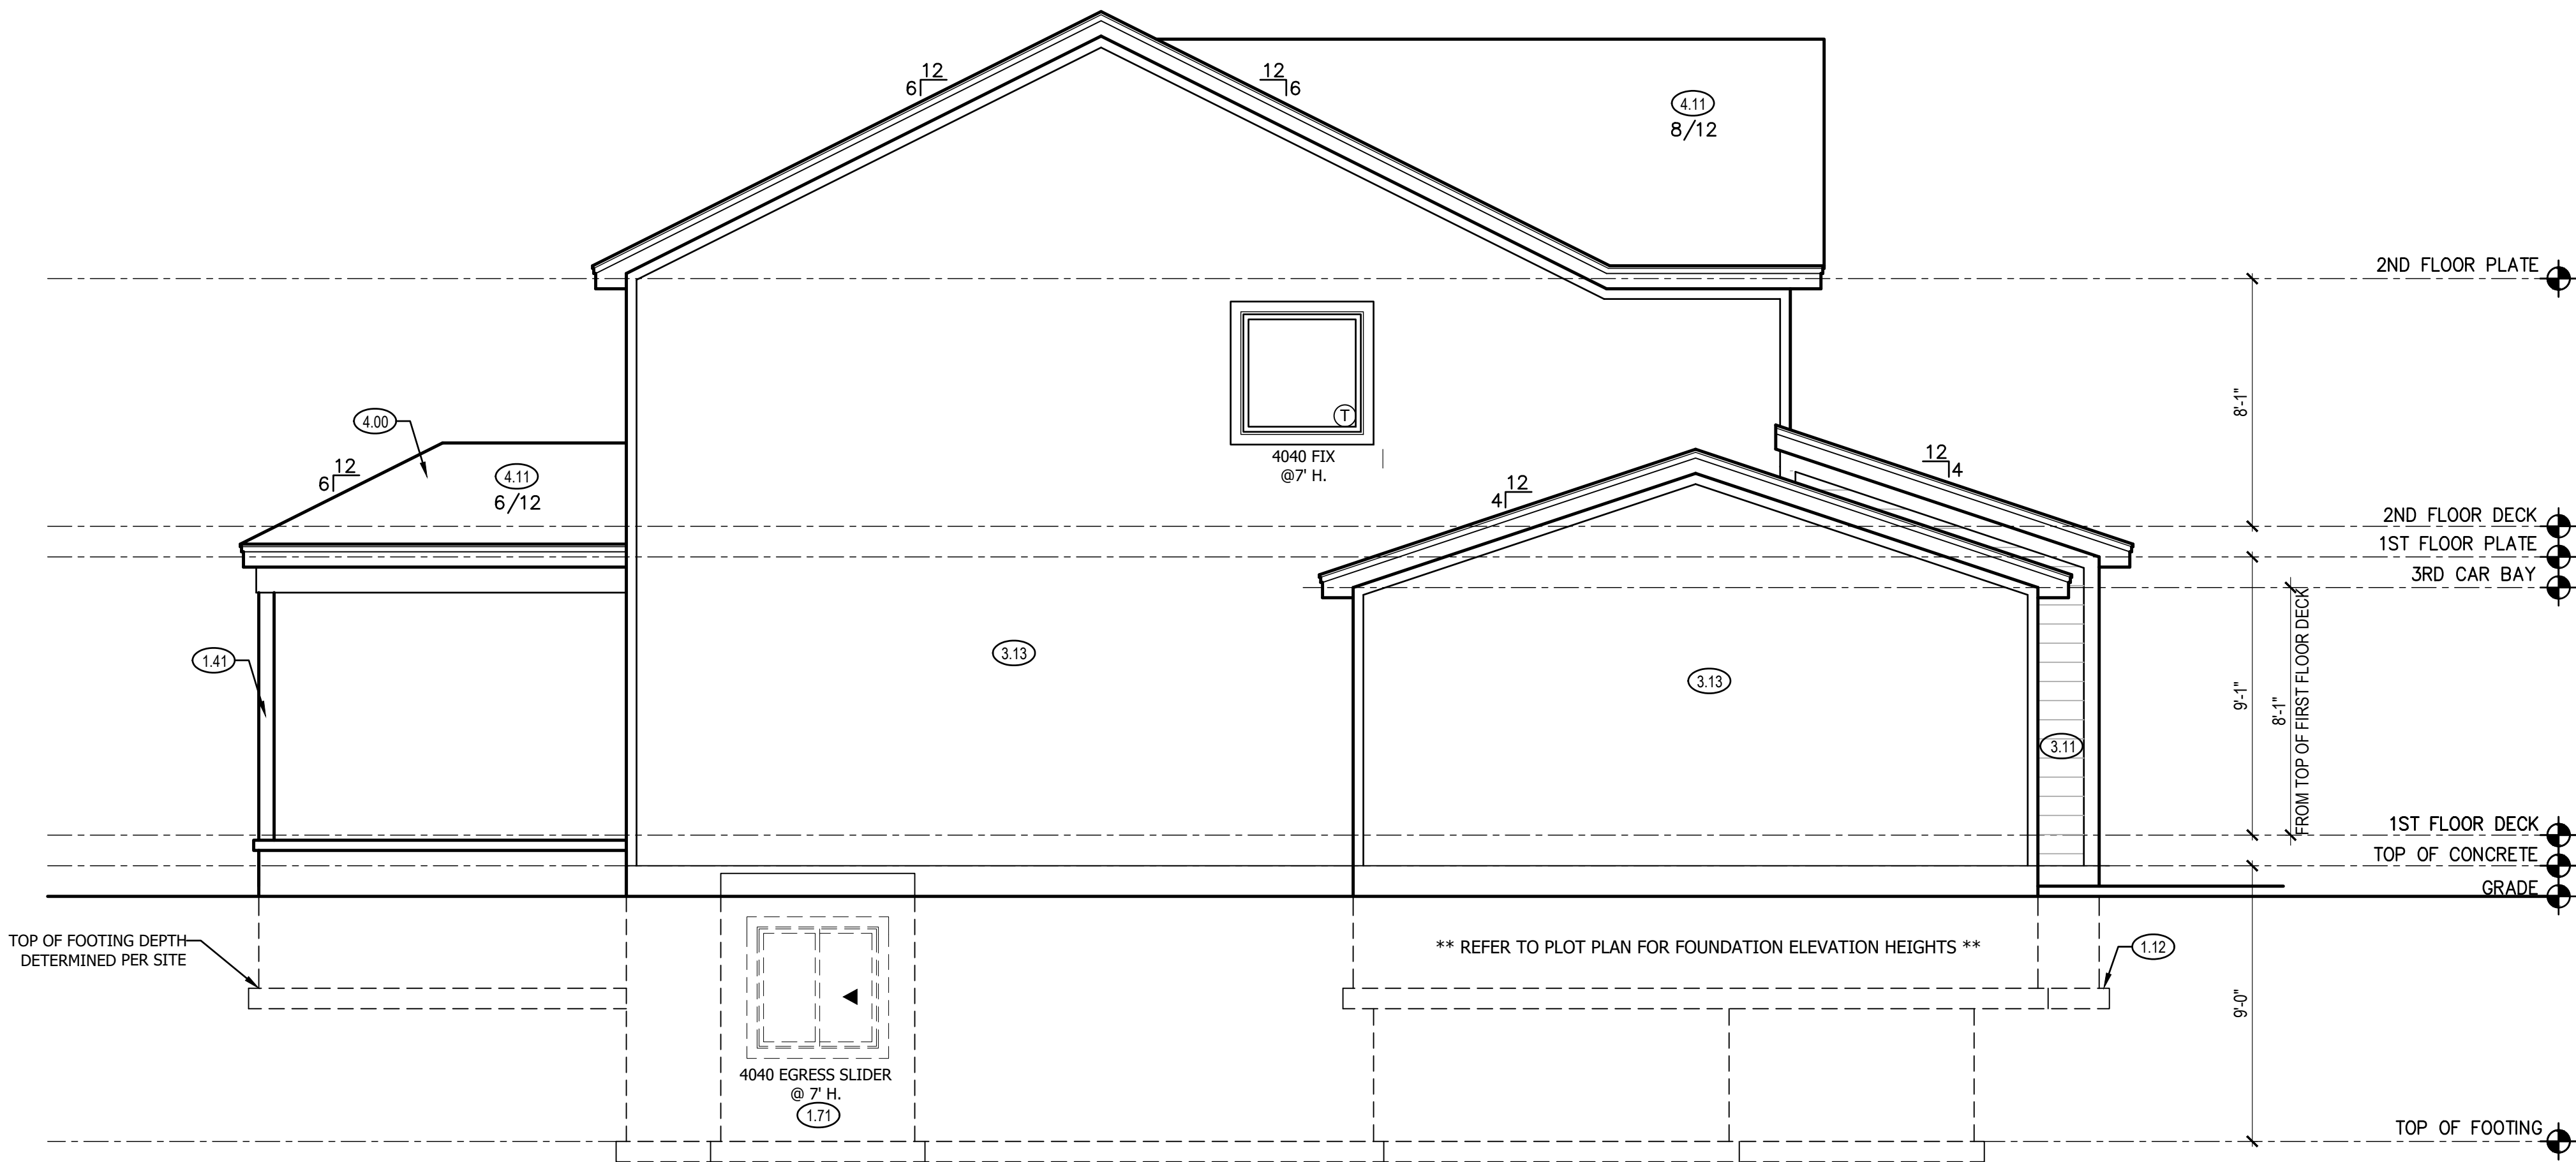 12
6
12
6
4.11
8/12
2ND FLOOR PLATE
8'-1"
4.00
12
6
4.11
6/12
T
4040 FIX
@7' H.
12
4
12
4
2ND FLOOR DECK
1ST FLOOR PLATE
3RD CAR BAY
1.41
3.13
3.13
3.11
9'-1"
8'-1"
FROM TOP OF FIRST FLOOR DECK
1ST FLOOR DECK
TOP OF CONCRETE
GRADE
TOP OF FOOTING DEPTH
DETERMINED PER SITE
** REFER TO PLOT PLAN FOR FOUNDATION ELEVATION HEIGHTS **
1.12
9'-0"
4040 EGRESS SLIDER
@ 7' H.
1.71
TOP OF FOOTING